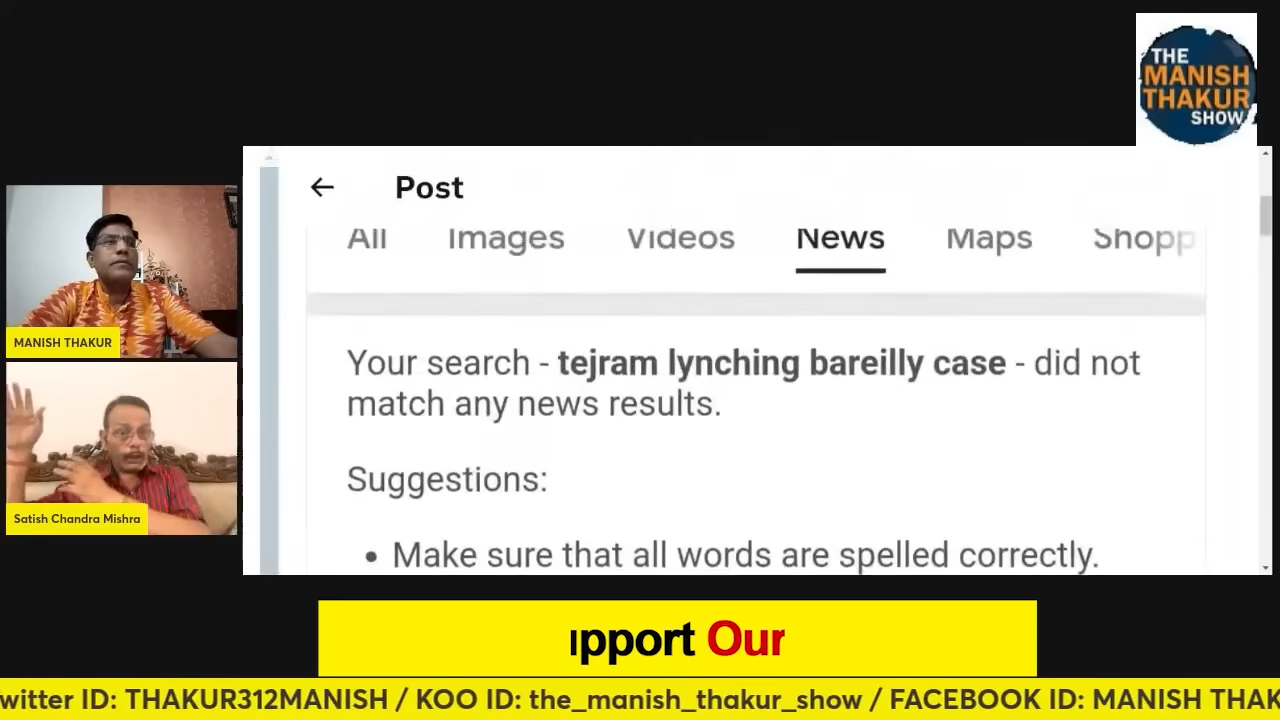 THE
MANISH
THAKUR
SHOW
Post
All Images Videos News Maps Shopp
Your search - tejram lynching bareilly case - did not
match any news results.
Suggestions:
• Make sure that all words are spelled correctly.
MANISH THAKUR
Satish Chandra Mishra
ipport Our
witter ID: THAKUR312MANISH / KOO ID: the_manish_thakur_show / FACEBOOK ID: MANISH THAK